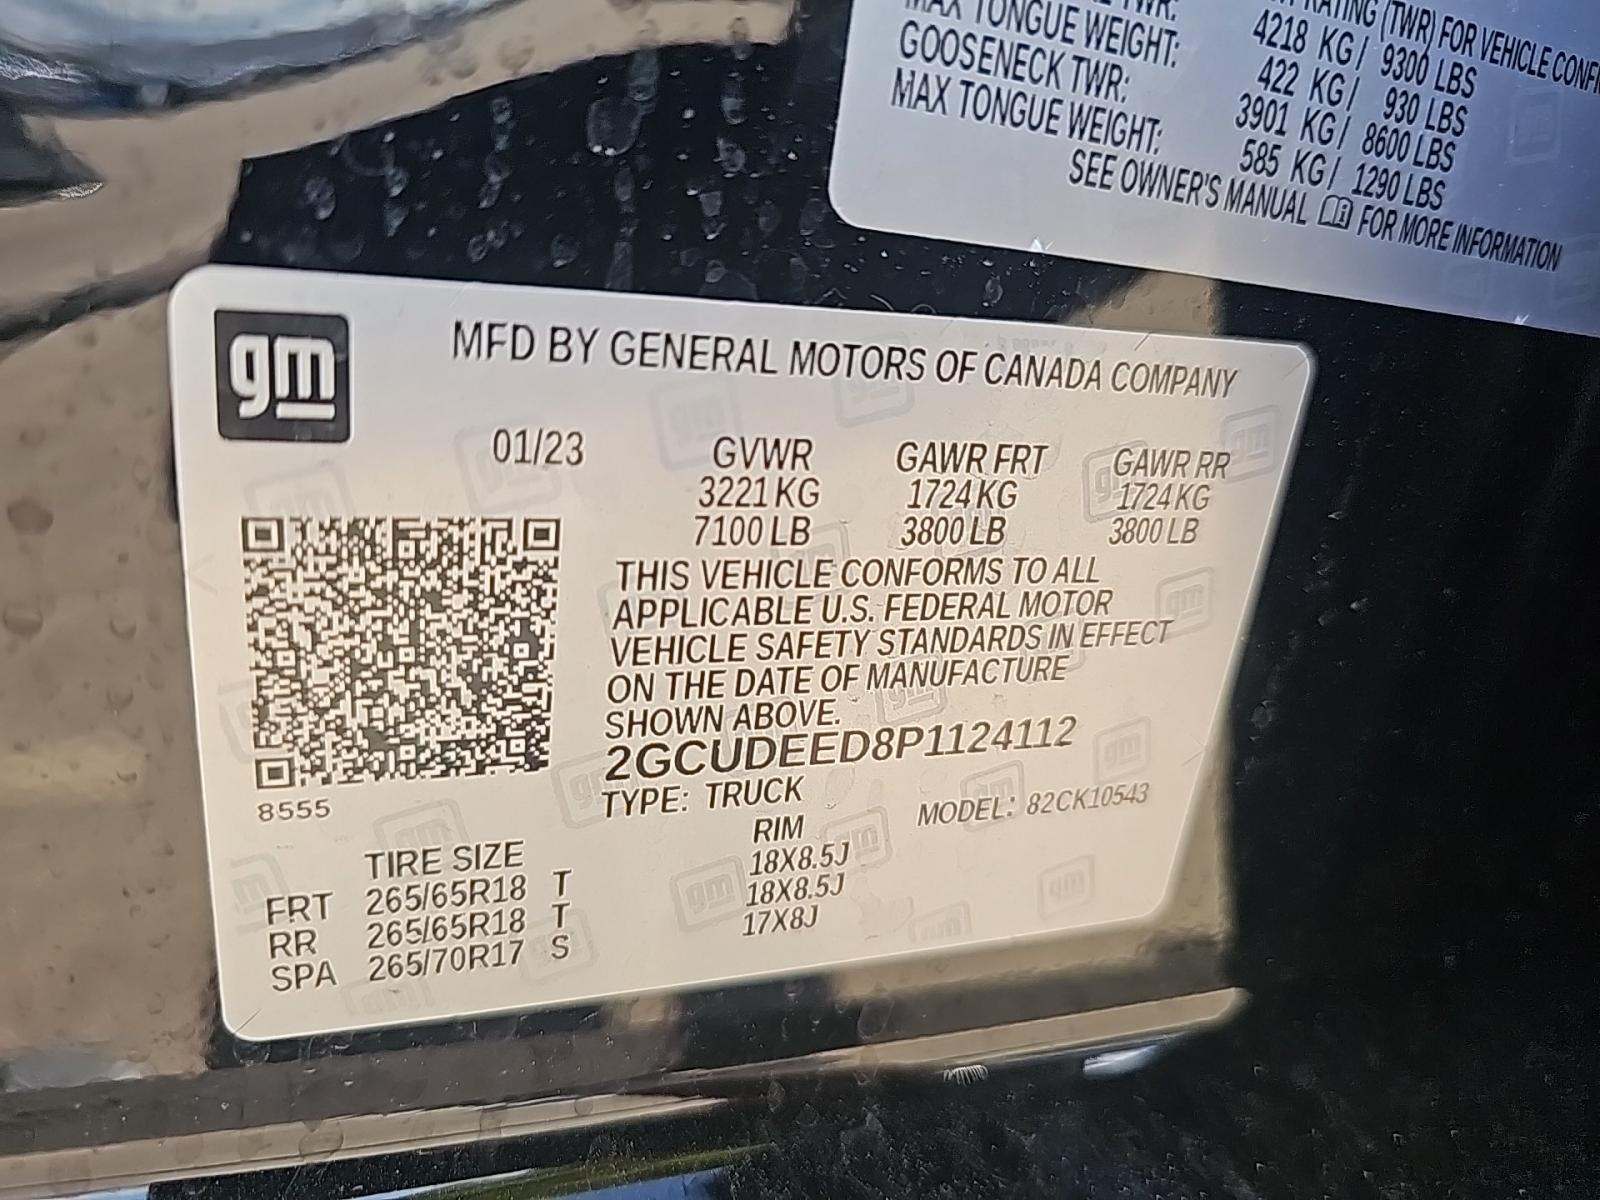 TWR:
RATING (TWR) FOR VEHICLE
MAX TONGUE WEIGHT: 4218 KG/ 9300 LBS
GOOSENECK TWR: 422 KG/ 930 LBS
MAX TONGUE WEIGHT: 3901 KG/ 8600 LBS
585 KG/ 1290 LBS
SEE OWNER'S MANUAL FOR MORE INFORMATION
gm
MFD BY GENERAL MOTORS OF CANADA COMPANY
01/23 GVWR GAWR FRT GAWR RR
3221 KG 1724 KG 1724 KG
7100 LB 3800 LB 3800 LB
THIS VEHICLE CONFORMS TO ALL
APPLICABLE U.S. FEDERAL MOTOR
VEHICLE SAFETY STANDARDS IN EFFECT
ON THE DATE OF MANUFACTURE
SHOWN ABOVE.
2GCUDEED8P1124112
8555
TYPE: TRUCK MODEL: 82CK10543
TIRE SIZE RIM
FRT 265/65R18 T 18X8.5J
RR 265/65R18 T 18X8.5J
SPA 265/70R17 S 17X8J